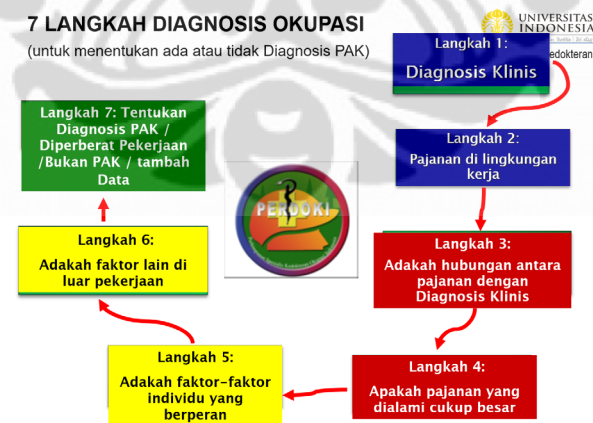 7 LANGKAH DIAGNOSIS OKUPASI
(untuk menentukan ada atau tidak Diagnosis PAK)
UNIVERSITAS
INDONESIA
edokteran
Langkah 1:
Diagnosis Klinis
Langkah 2:
Pajanan di lingkungan
kerja
Langkah 3:
Adakah hubungan antara
pajanan dengan
Diagnosis Klinis
Langkah 4:
Apakah pajanan yang
dialami cukup besar
Langkah 5:
Adakah faktor-faktor
individu yang
berperan
Langkah 6:
Adakah faktor lain di
luar pekerjaan
Langkah 7: Tentukan
Diagnosis PAK /
Diperberat Pekerjaan
/Bukan PAK / tambah
Data
PERDOKI